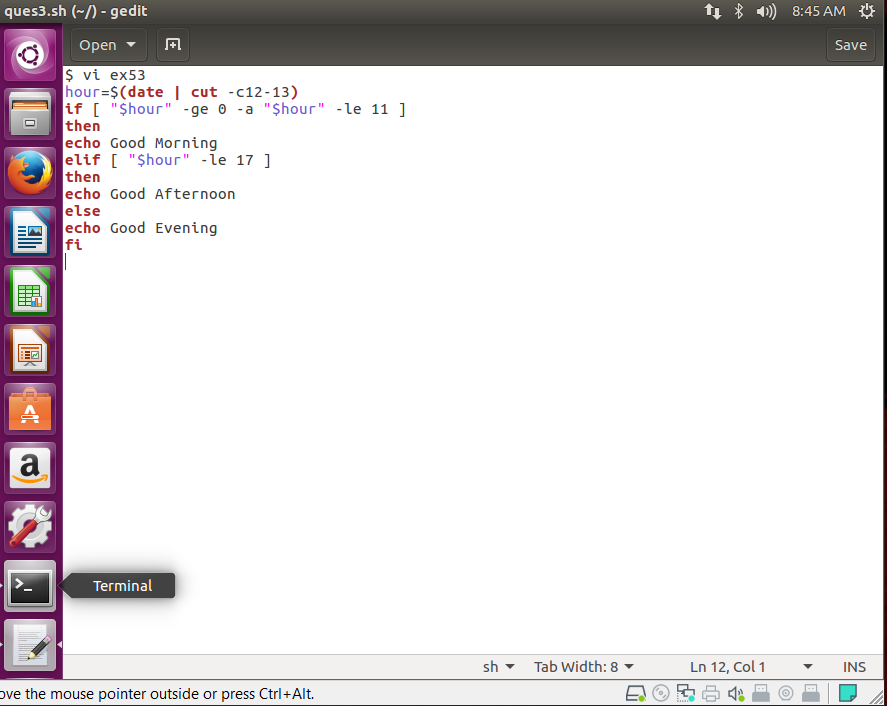 ques3.sh (~/) - gedit
8:45 AM
Open
Save
$ vi ex53
hour=$(date | cut -c12-13)
if [ "$hour" -ge 0 -a "$hour" -le 11 ]
then
echo Good Morning
elif [ "$hour" -le 17 ]
then
echo Good Afternoon
else
echo Good Evening
fi
Terminal
sh
Tab Width: 8
Ln 12, Col 1
INS
ove the mouse pointer outside or press Ctrl+Alt.